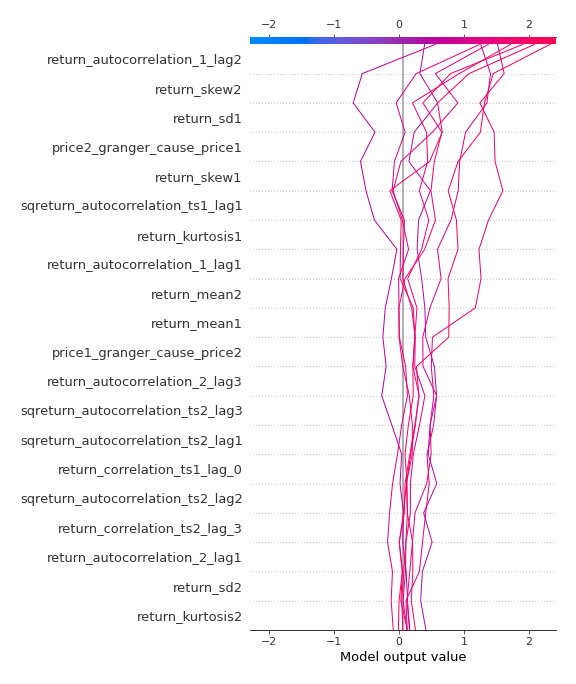 −2 −1 0 1 2
return_autocorrelation_1_lag2
return_skew2
return_sd1
price2_granger_cause_price1
return_skew1
sqreturn_autocorrelation_ts1_lag1
return_kurtosis1
return_autocorrelation_1_lag1
return_mean2
return_mean1
price1_granger_cause_price2
return_autocorrelation_2_lag3
sqreturn_autocorrelation_ts2_lag3
sqreturn_autocorrelation_ts2_lag1
return_correlation_ts1_lag_0
sqreturn_autocorrelation_ts2_lag2
return_correlation_ts2_lag_3
return_autocorrelation_2_lag1
return_sd2
return_kurtosis2
−2 −1 0 1 2
Model output value